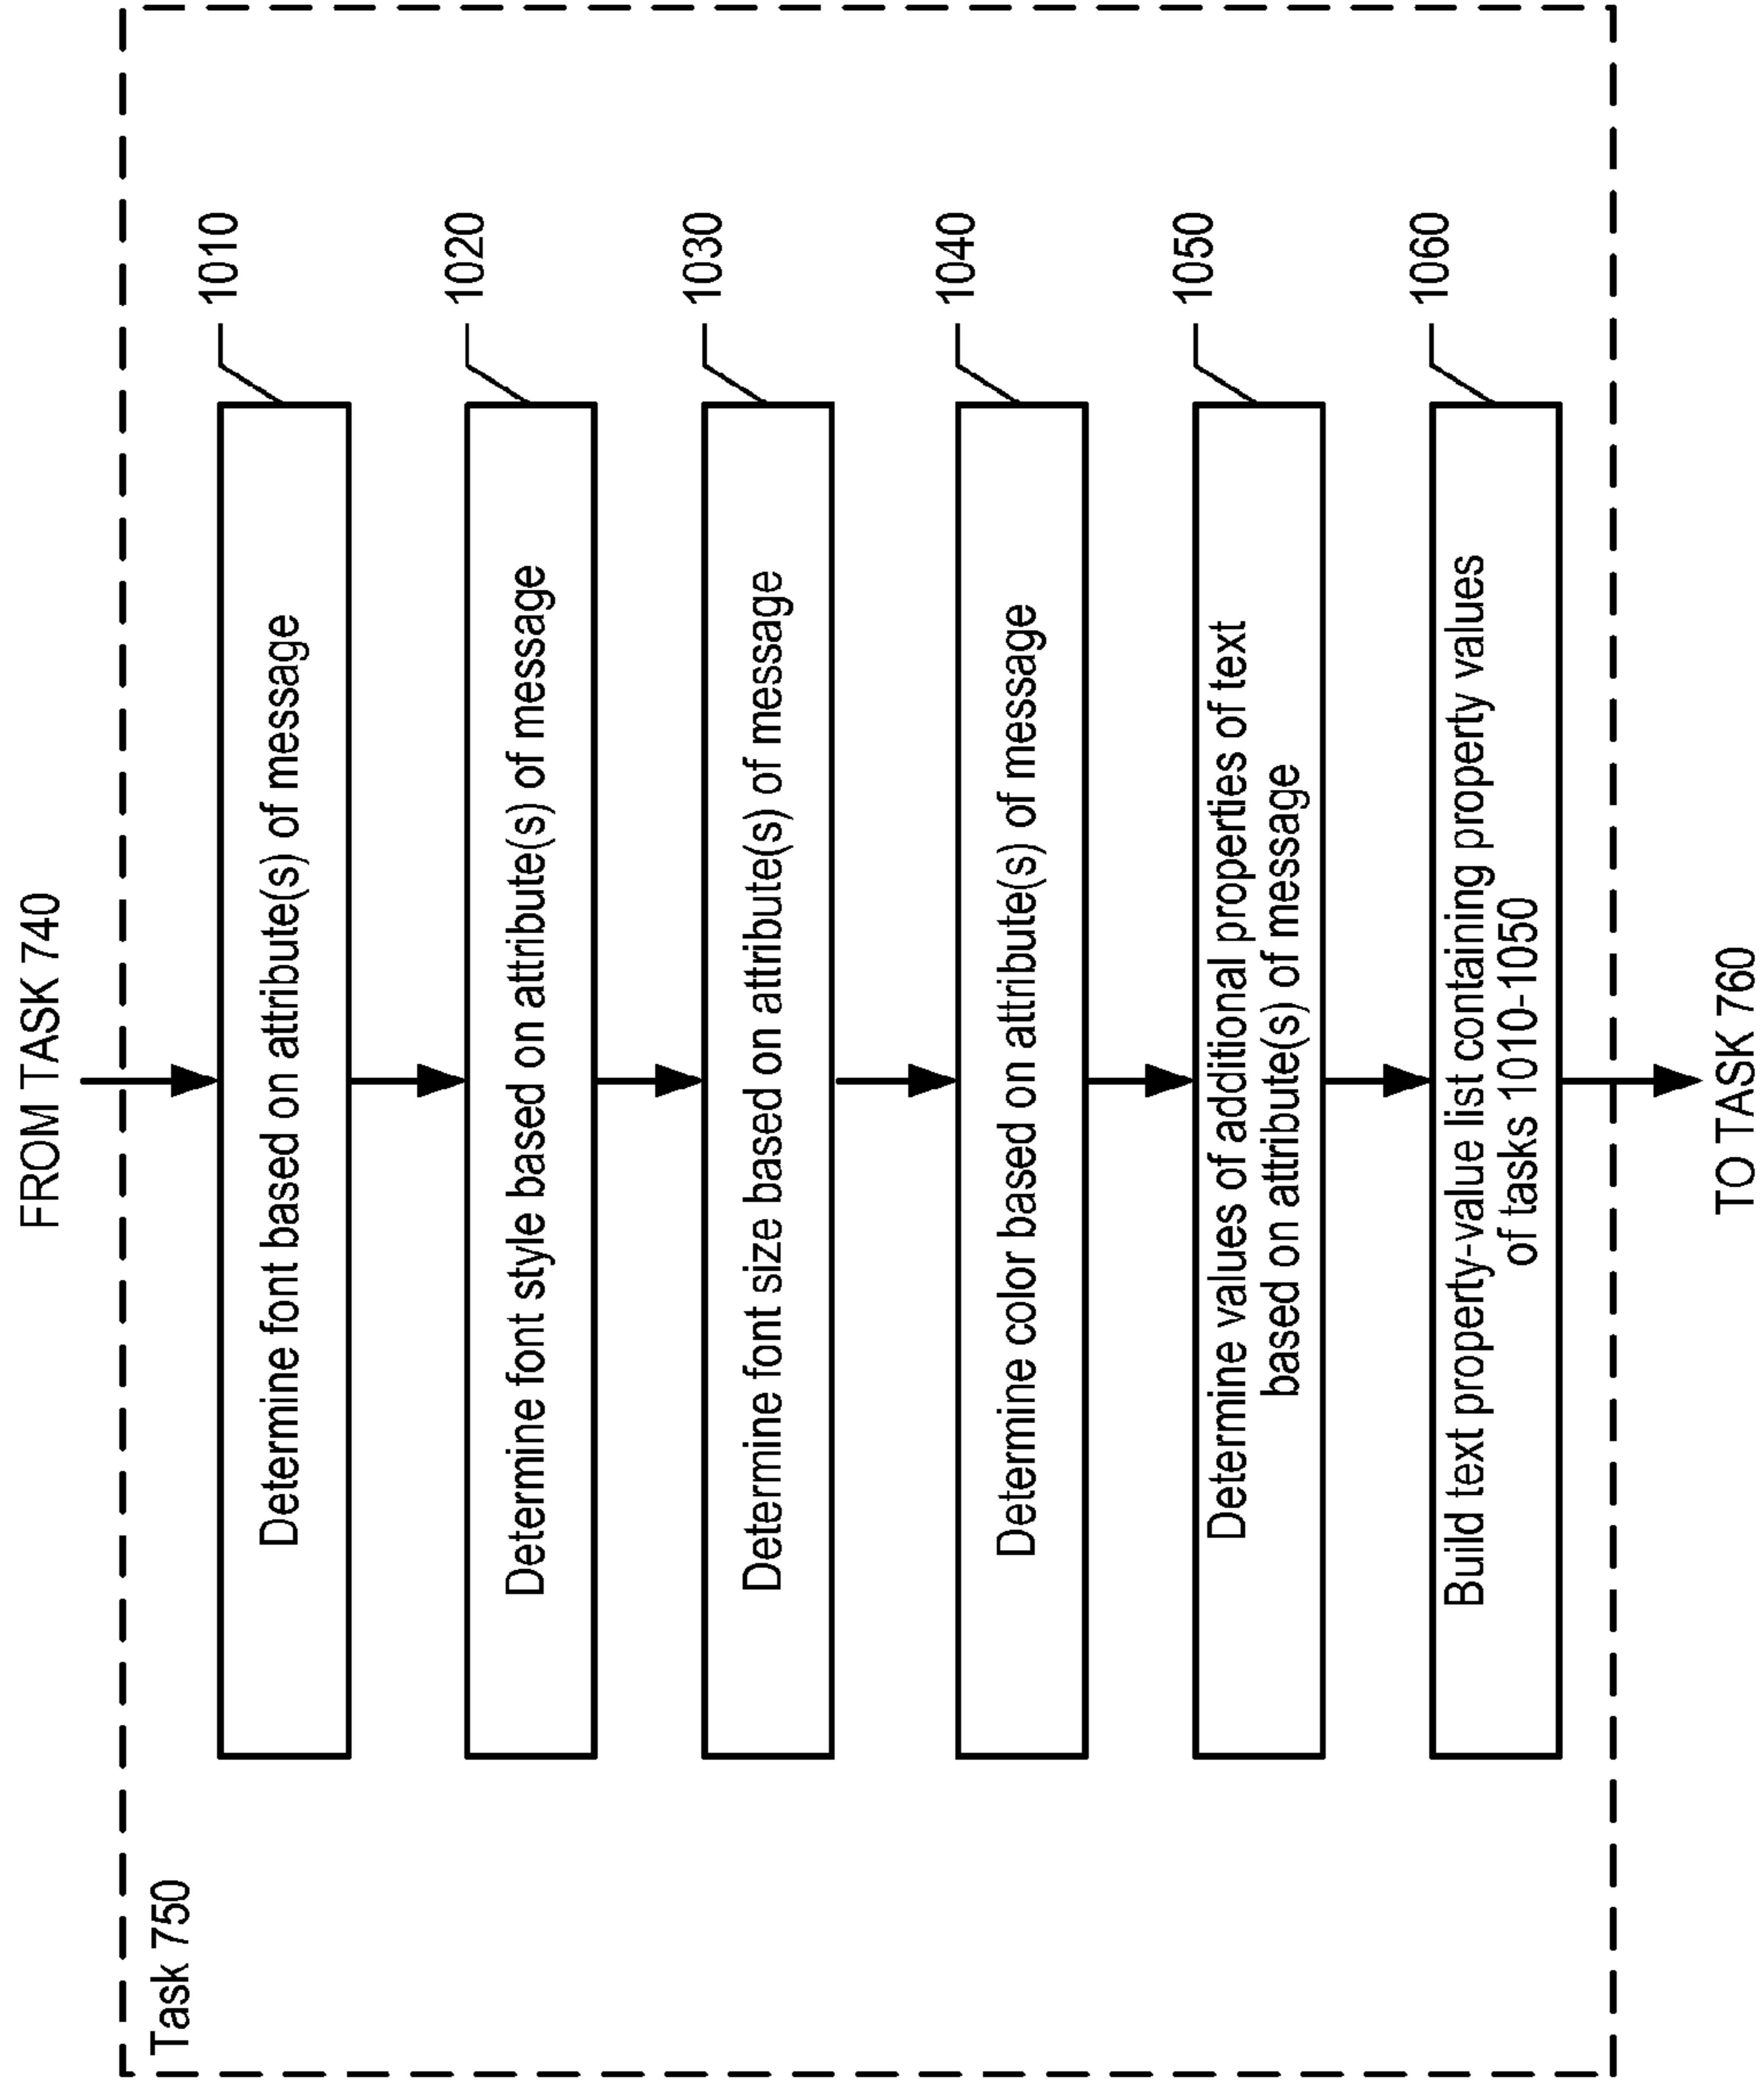 FROM TASK 740
Task 750
1010
Determine font based on attribute(s) of message
1020
Determine font style based on attribute(s) of message
1030
Determine font size based on attribute(s) of message
1040
Determine color based on attribute(s) of message
1050
Determine values of additional properties of text
based on attribute(s) of message
1060
Build text property-value list containing property values
of tasks 1010-1050
TO TASK 760